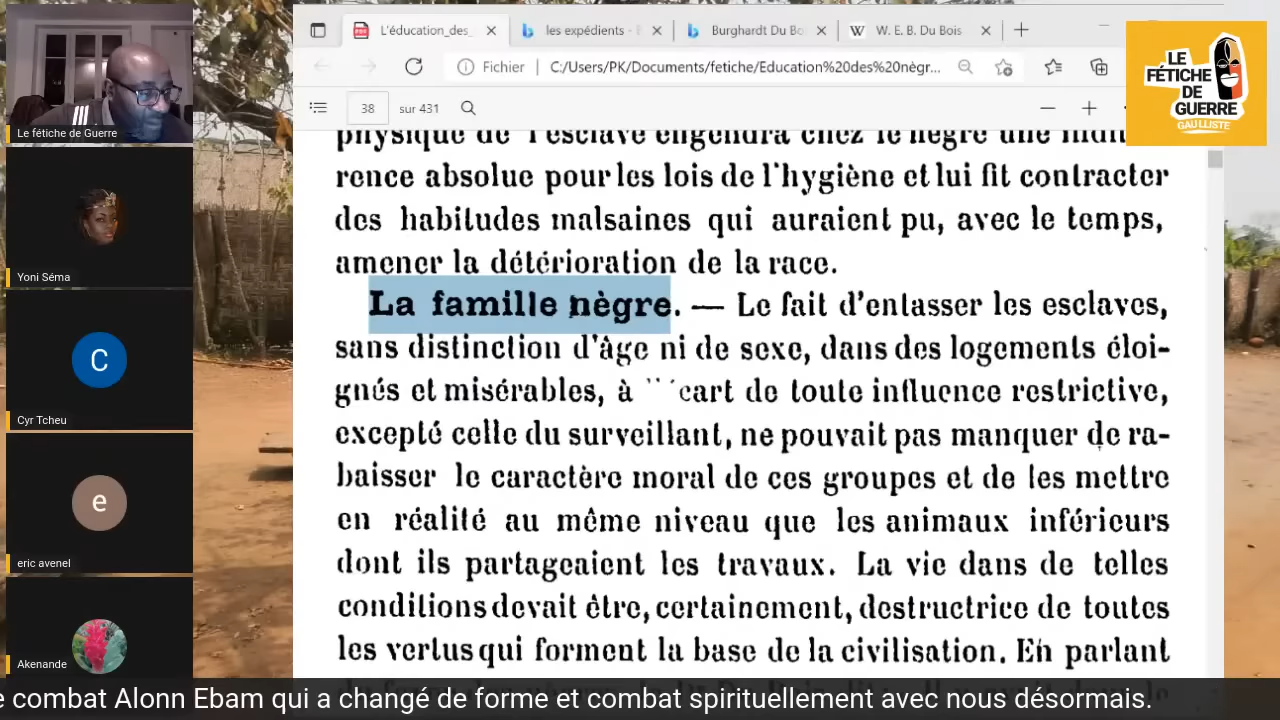 L'éducation_des_
les expédients -
Burghardt Du Bo
W. E. B. Du Bois
Fichier
C:/Users/PK/Documents/fetiche/Education%20des%20nègr...
38
sur 431
LE
FÉTICHE
DE
GUERRE
GAULLISTE
Le fétiche de Guerre
Yoni Séma
C
Cyr Tcheu
e
eric avenel
Akenande
physique de l'esclave engendra chez le nègre une
rence absolue pour les lois de l'hygiène et lui fit contracter
des habitudes malsaines qui auraient pu, avec le temps,
amener la détérioration de la race.
La famille nègre. — Le fait d'entasser les esclaves,
sans distinction d'âge ni de sexe, dans des logements éloi-
gnés et misérables, à cart de toute influence restrictive,
excepté celle du surveillant, ne pouvait pas manquer de ra-
baisser le caractère moral de ces groupes et de les mettre
en réalité au même niveau que les animaux inférieurs
dont ils partageaient les travaux. La vie dans de telles
conditions devait être, certainement, destructrice de toutes
les vertus qui forment la base de la civilisation. En parlant
e combat Alonn Ebam qui a changé de forme et combat spirituellement avec nous désormais.